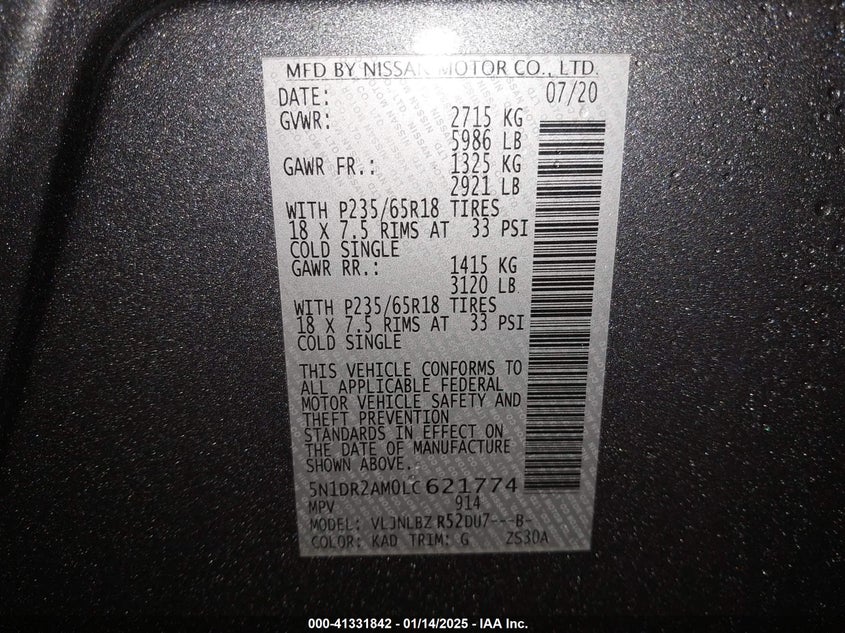 MFD BY NISSAN MOTOR CO., LTD.
DATE: 07/20
GVWR: 2715 KG
5986 LB
GAWR FR.: 1325 KG
2921 LB
WITH P235/65R18 TIRES
18 X 7.5 RIMS AT 33 PSI
COLD SINGLE
GAWR RR.: 1415 KG
3120 LB
WITH P235/65R18 TIRES
18 X 7.5 RIMS AT 33 PSI
COLD SINGLE
THIS VEHICLE CONFORMS TO
ALL APPLICABLE FEDERAL
MOTOR VEHICLE SAFETY AND
THEFT PREVENTION
STANDARDS IN EFFECT ON
THE DATE OF MANUFACTURE
SHOWN ABOVE.
5N1DR2AM0LC621774
MPV 914
MODEL: VLJNLBZ R52DU7---B-
COLOR: KAD TRIM: G ZS30A
000-41331842 - 01/14/2025 - IAA Inc.